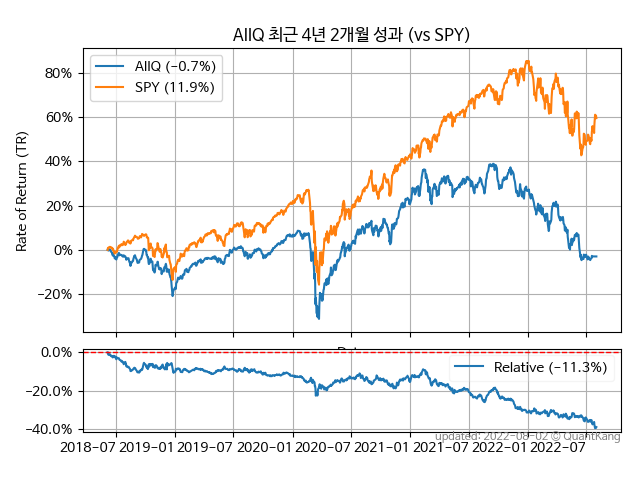 AIIQ 최근 4년 2개월 성과 (vs SPY)
AIIQ (−0.7%)
SPY (11.9%)
Rate of Return (TR)
80%
60%
40%
20%
0%
−20%
0.0%
−20.0%
−40.0%
Relative (−11.3%)
2018-07 2019-01 2019-07 2020-01 2020-07 2021-01 2021-07 2022-01 2022-07
updated: 2022-08-02 © QuantKang